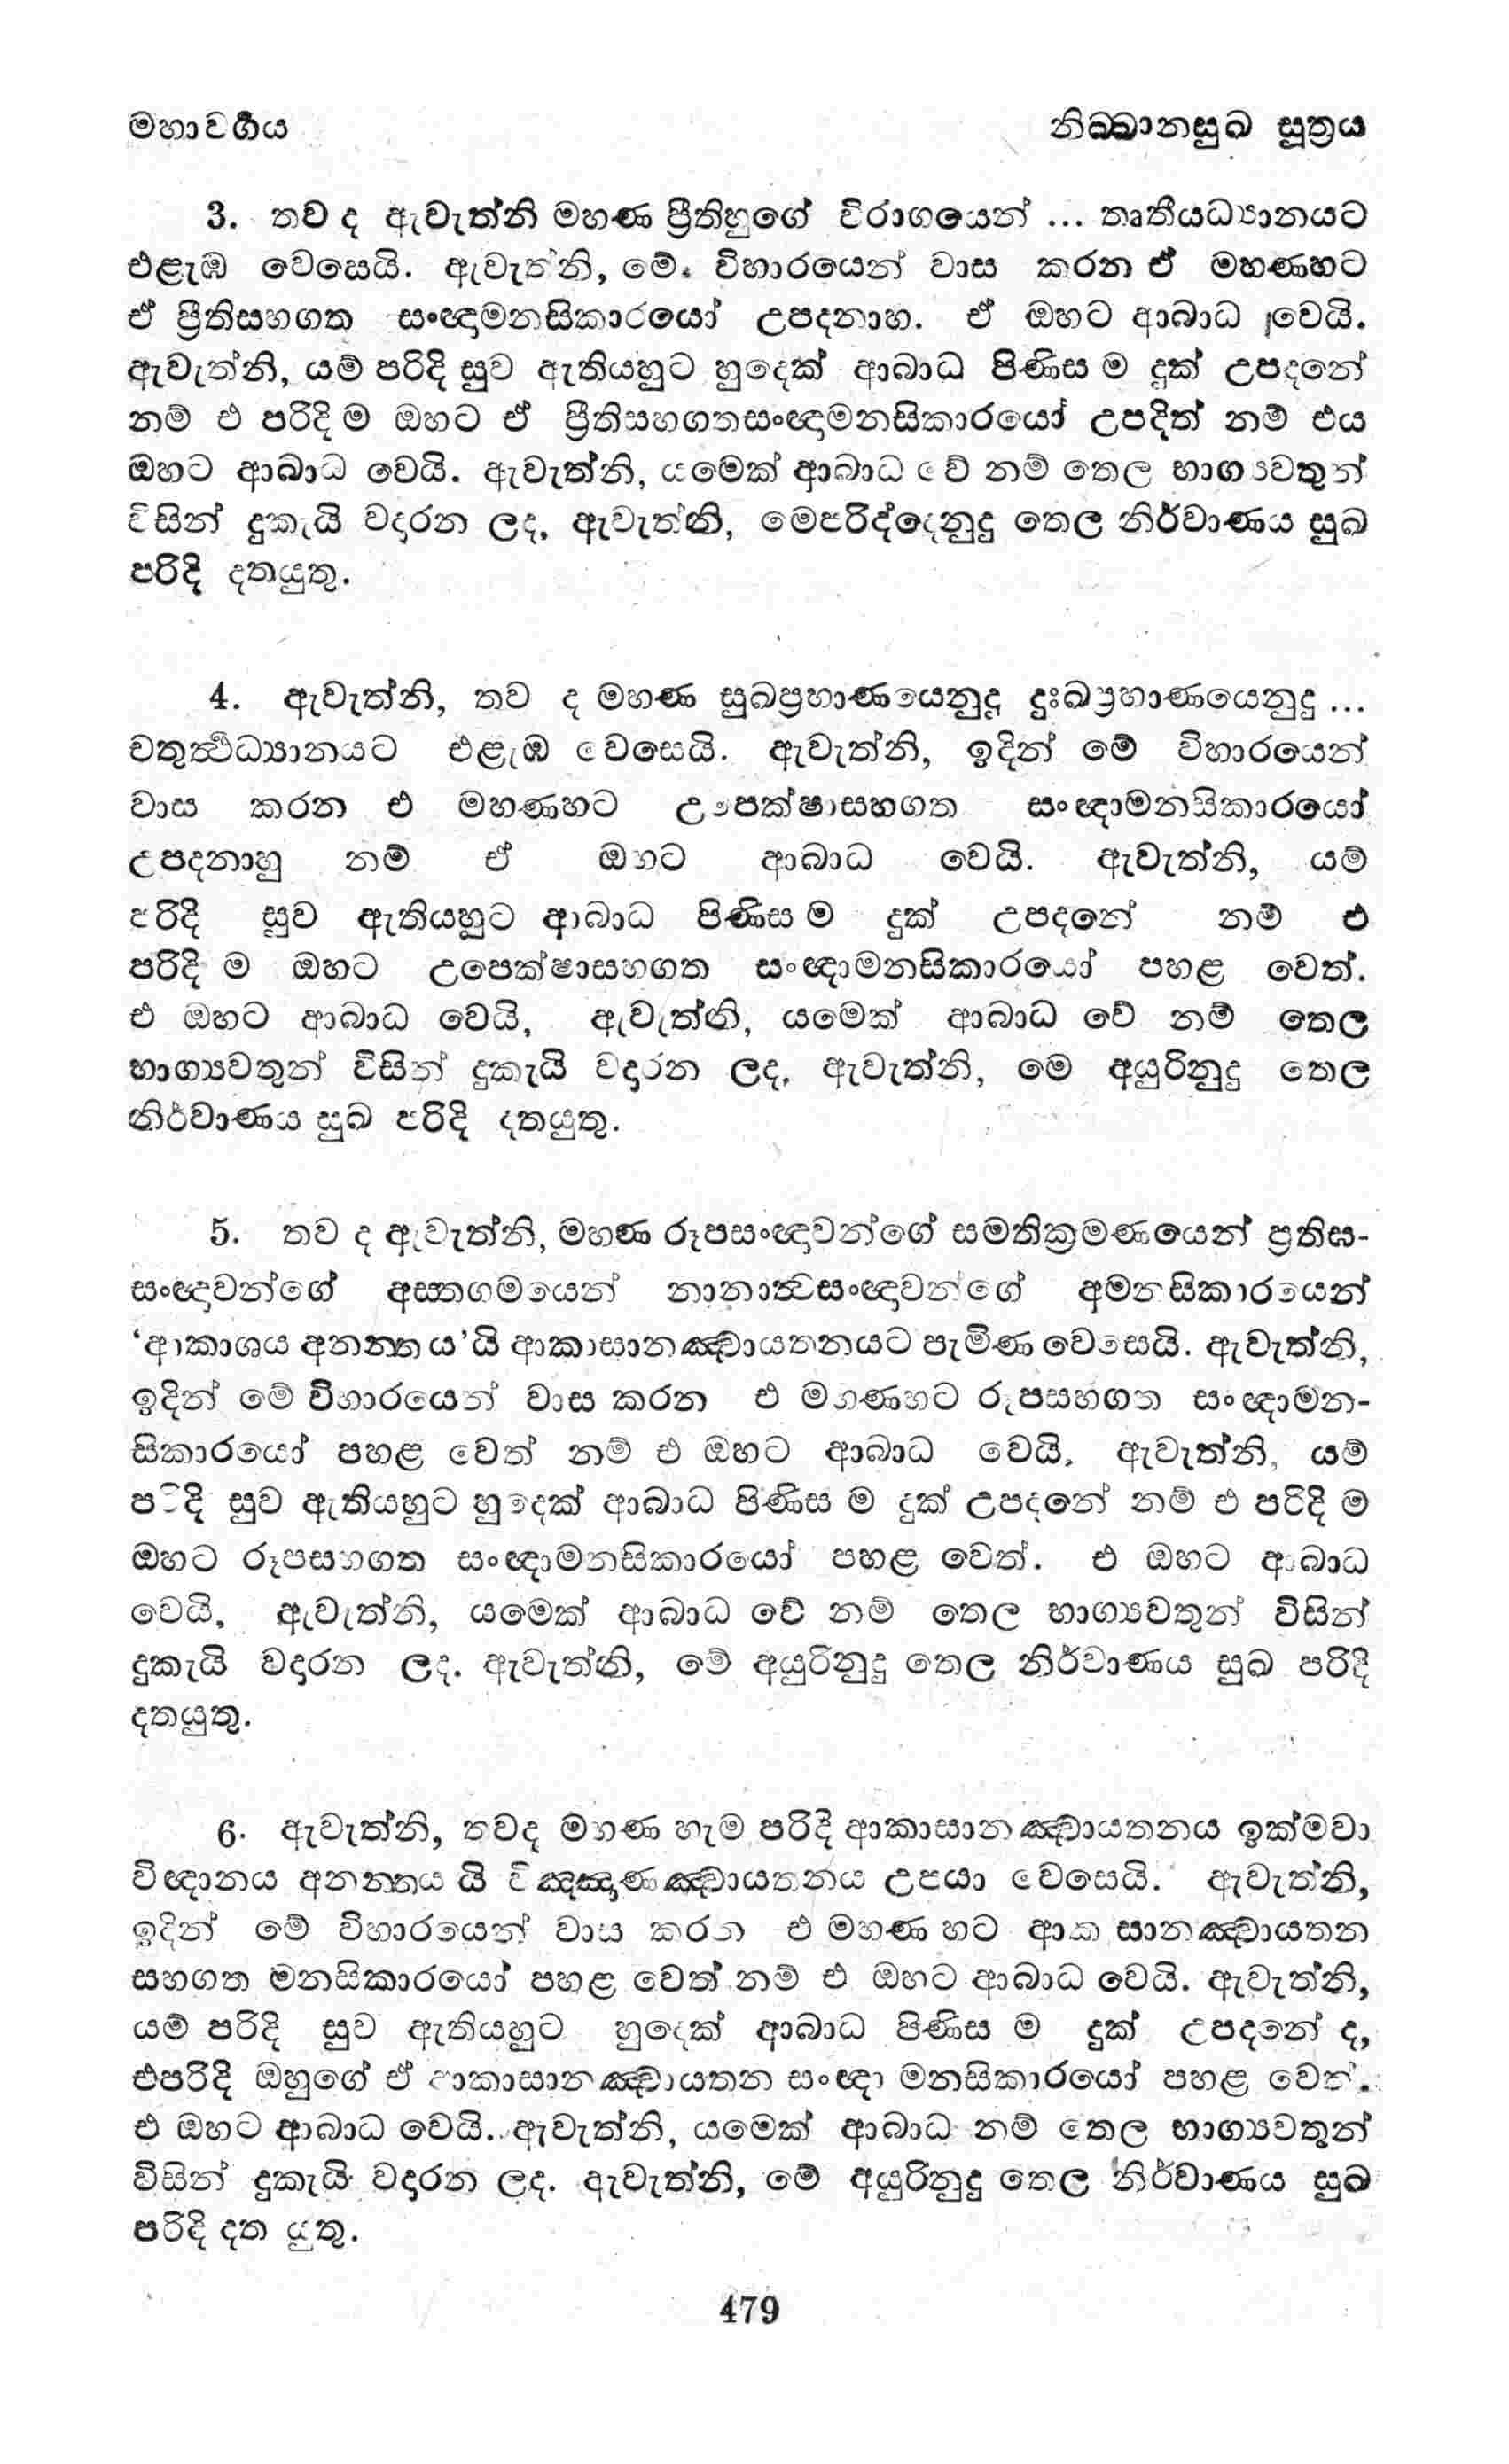 මහාවර්‍ගය නිබ්බානසුඛ සූත්‍රය
3. තව ද ඇවැත්නි මහණ ප්‍රීතිහුගේ විරාගයෙන් ... තෘතීයධ්‍යානයට
එළැඹ වෙසෙයි. ඇවැත්නි, මේ විහාරයෙන් වාස කරන ඒ මහණහට
ඒ ප්‍රීතිසහගත සංඥාමනසිකාරයෝ උපදනාහ. ඒ ඔහට ආබාධ වෙයි.
ඇවැත්නි, යම් පරිදි සුව ඇතියහුට හුදෙක් ආබාධ පිණිස ම දුක් උපදනේ
නම් එ පරිදි ම ඔහට ඒ ප්‍රීතිසහගතසංඥාමනසිකාරයෝ උපදිත් නම් එය
ඔහට ආබාධ වෙයි. ඇවැත්නි, යමෙක් ආබාධ වේ නම් තෙල භාග්‍යවතුන්
විසින් දුකැයි වදාරන ලද, ඇවැත්නි, මෙපරිද්දෙනුදු තෙල නිර්වාණය සුඛ
පරිදි දතයුතු.
4. ඇවැත්නි, තව ද මහණ සුඛප්‍රහාණයෙනුදු දුඃඛප්‍රහාණයෙනුදු ...
චතුර්ත්‍ථධ්‍යානයට එළැඹ වෙසෙයි. ඇවැත්නි, ඉදින් මේ විහාරයෙන්
වාස කරන එ මහණහට උපෙක්ෂාසහගත සංඥාමනසිකාරයෝ
උපදනාහු නම් ඒ ඔහට ආබාධ වෙයි. ඇවැත්නි, යම්
පරිදි සුව ඇතියහුට ආබාධ පිණිස ම දුක් උපදනේ නම් එ
පරිදි ම ඔහට උපෙක්ෂාසහගත සංඥාමනසිකාරයෝ පහළ වෙත්.
එ ඔහට ආබාධ වෙයි, ඇවැත්නි, යමෙක් ආබාධ වේ නම් තෙල
භාග්‍යවතුන් විසින් දුකැයි වදාරන ලද, ඇවැත්නි, මෙ අයුරිනුදු තෙල
නිර්වාණය සුඛ පරිදි දතයුතු.
5. තව ද ඇවැත්නි, මහණ රූපසංඥාවන්ගේ සමතික්‍රමණයෙන් ප්‍රතිඝ-
සංඥාවන්ගේ අස්තගමයෙන් නානාත්‍වසංඥාවන්ගේ අමනසිකාරයෙන්
‘ආකාශය අනන්තය’යි ආකාසානඤ්චායතනයට පැමිණ වෙසෙයි. ඇවැත්නි,
ඉදින් මේ විහාරයෙන් වාස කරන එ මහණහට රූපසහගත සංඥාමන-
සිකාරයෝ පහළ වෙත් නම් එ ඔහට ආබාධ වෙයි, ඇවැත්නි, යම්
පරිදි සුව ඇතියහුට හුදෙක් ආබාධ පිණිස ම දුක් උපදනේ නම් එ පරිදි ම
ඔහට රූපසහගත සංඥාමනසිකාරයෝ පහළ වෙත්. එ ඔහට ආබාධ
වෙයි, ඇවැත්නි, යමෙක් ආබාධ වේ නම් තෙල භාග්‍යවතුන් විසින්
දුකැයි වදාරන ලද. ඇවැත්නි, මේ අයුරිනුදු තෙල නිර්වාණය සුඛ පරිදි
දතයුතු.
6. ඇවැත්නි, තවද මහණ හැම පරිදි ආකාසානඤ්චායතනය ඉක්මවා
විඥානය අනන්තය යි විඤ්ඤාණඤ්චායතනය උපයා වෙසෙයි. ඇවැත්නි,
ඉදින් මේ විහාරයෙන් වාස කරන එ මහණ හට ආකාසානඤ්චායතන
සහගත මනසිකාරයෝ පහළ වෙත් නම් එ ඔහට ආබාධ වෙයි. ඇවැත්නි,
යම් පරිදි සුව ඇතියහුට හුදෙක් ආබාධ පිණිස ම දුක් උපදනේ ද,
එපරිදි ඔහුගේ ඒ ආකාසානඤ්චායතන සංඥා මනසිකාරයෝ පහළ වෙත්.
එ ඔහට ආබාධ වෙයි. ඇවැත්නි, යමෙක් ආබාධ නම් තෙල භාග්‍යවතුන්
විසින් දුකැයි වදාරන ලද. ඇවැත්නි, මේ අයුරිනුදු තෙල නිර්වාණය සුඛ
පරිදි දත යුතු.
479